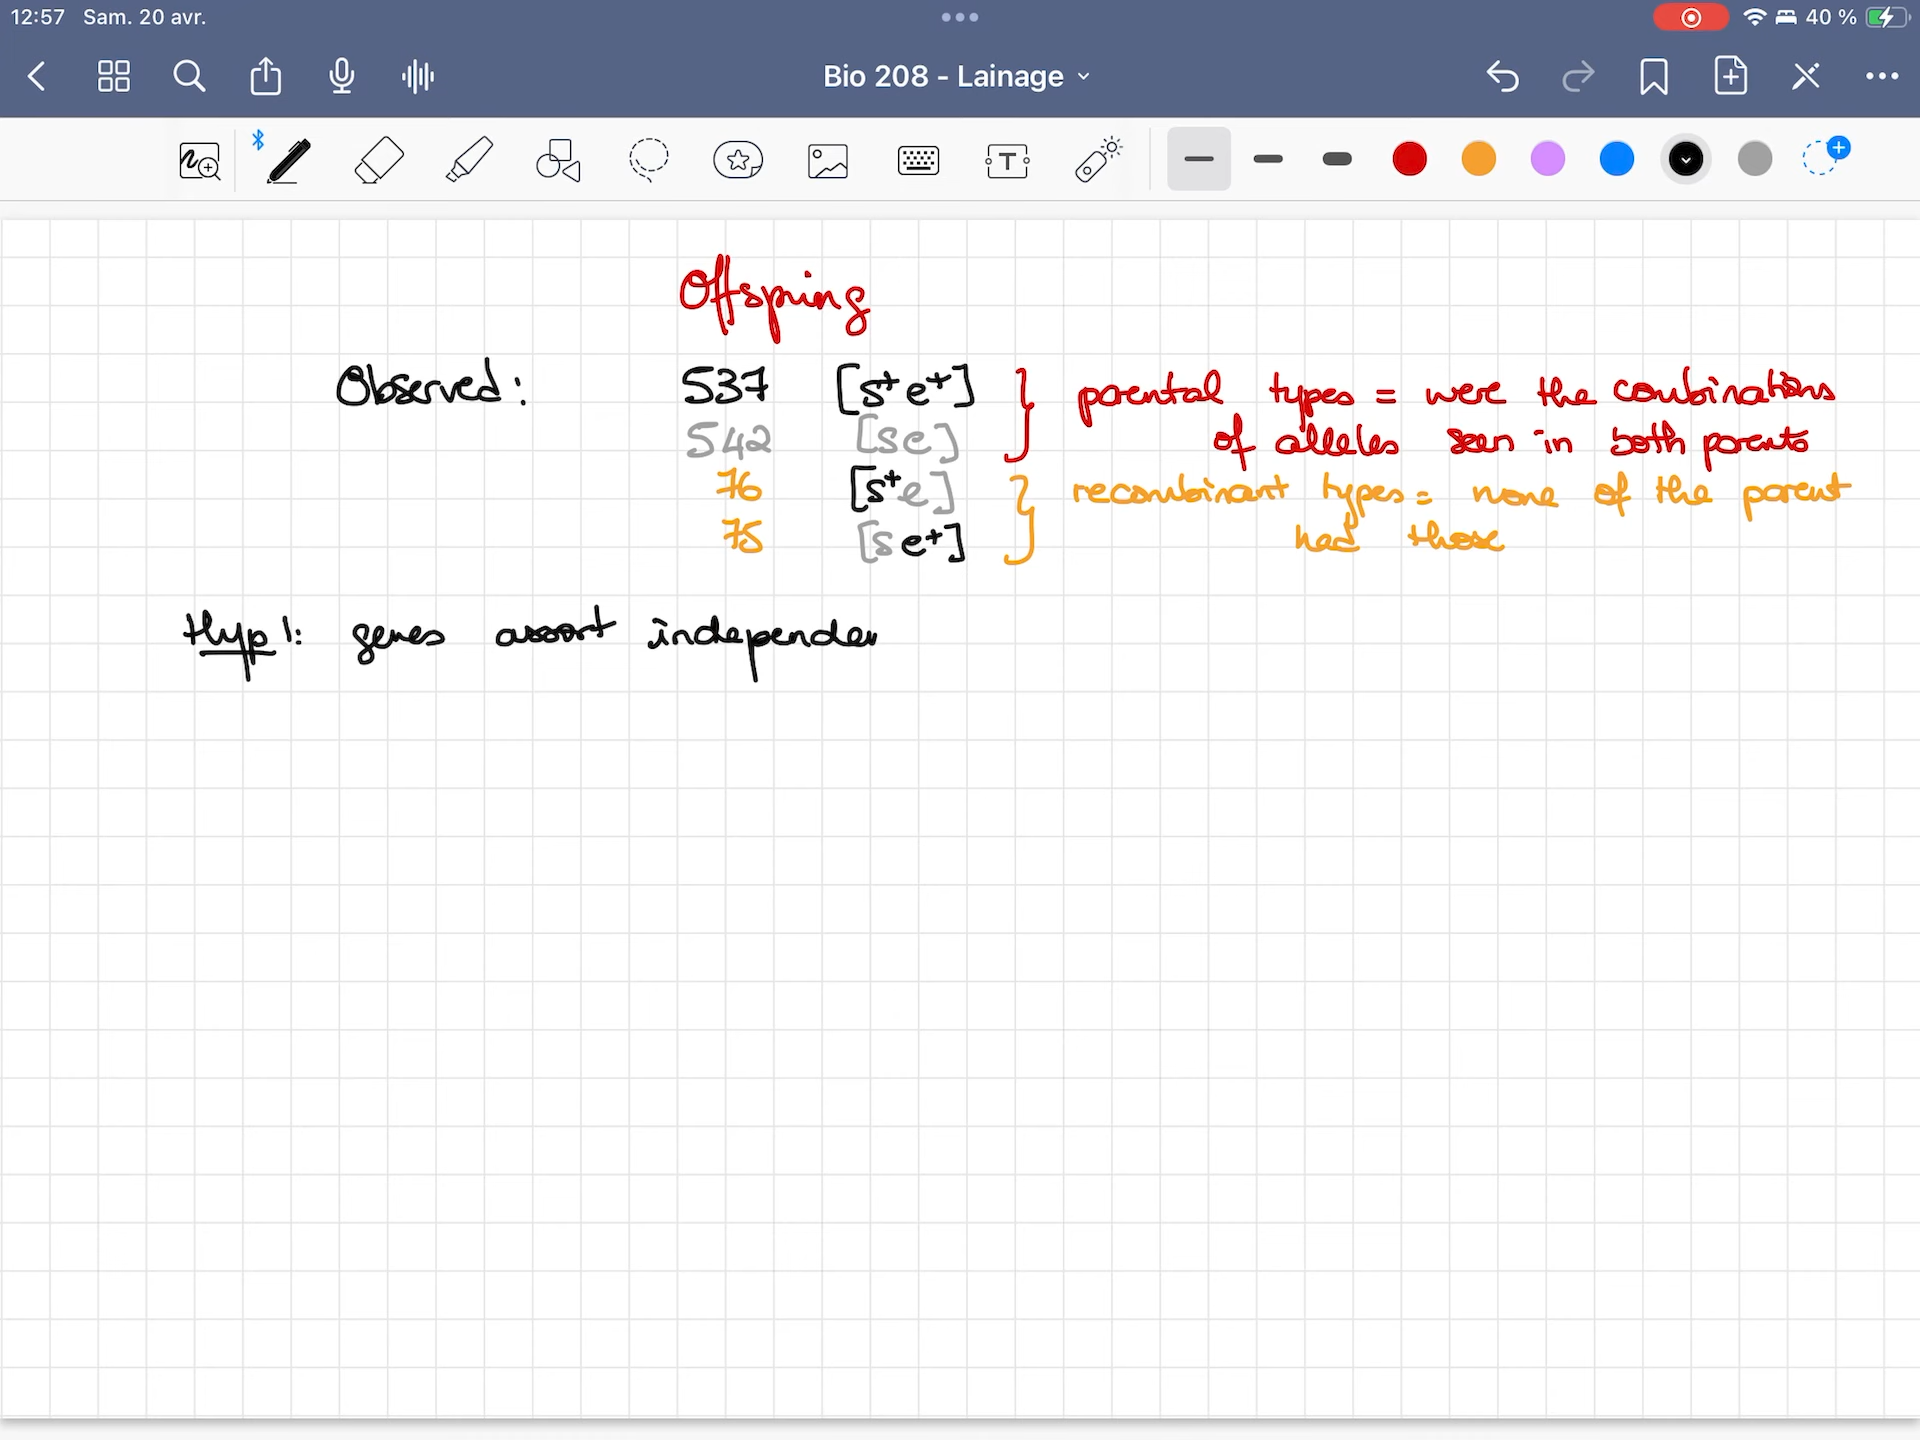 12:57 Sam. 20 avr. 40 %
Bio 208 - Lainage
T
Offspring
Observed: 537 [s+ e+] } parental types = were the combinations
542 [se] of alleles seen in both parents
76 [s+ e] } recombinant types = none of the parent
75 [s e+] had those
Hyp 1: genes assort independen